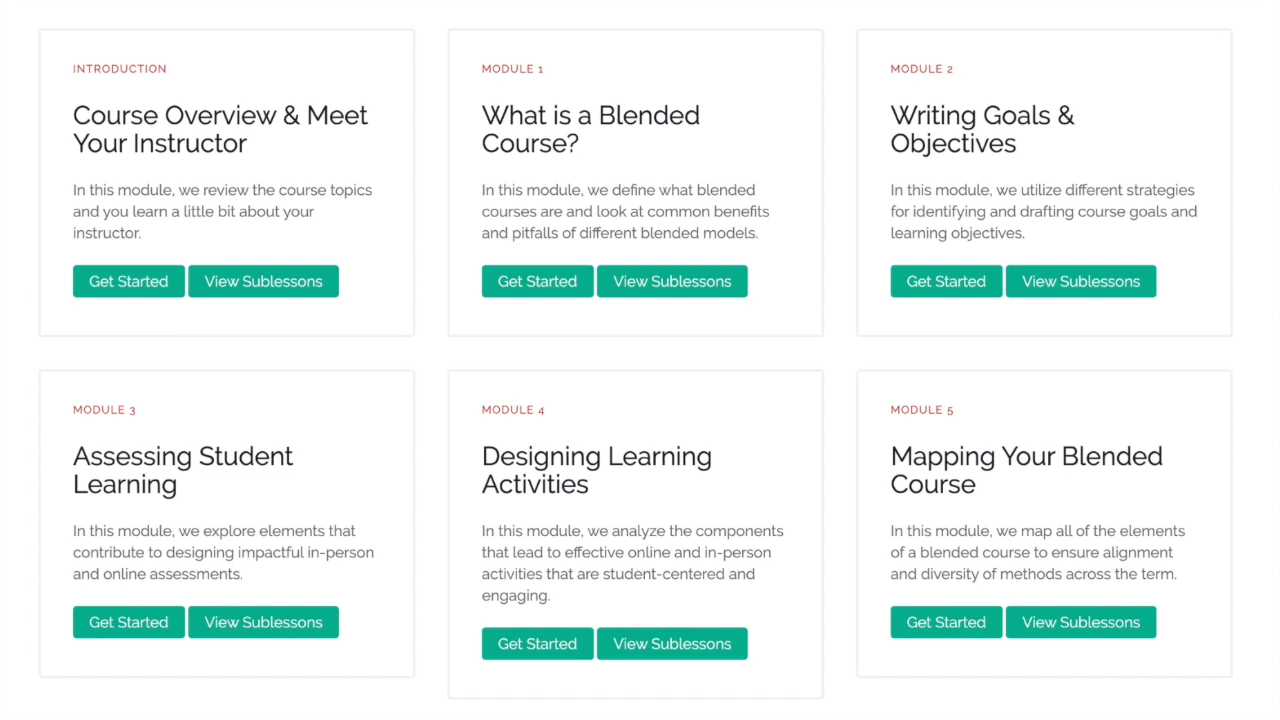 INTRODUCTION
Course Overview & Meet
Your Instructor
In this module, we review the course topics
and you learn a little bit about your
instructor.
Get Started
View Sublessons
MODULE 1
What is a Blended
Course?
In this module, we define what blended
courses are and look at common benefits
and pitfalls of different blended models.
Get Started
View Sublessons
MODULE 2
Writing Goals &
Objectives
In this module, we utilize different strategies
for identifying and drafting course goals and
learning objectives.
Get Started
View Sublessons
MODULE 3
Assessing Student
Learning
In this module, we explore elements that
contribute to designing impactful in-person
and online assessments.
Get Started
View Sublessons
MODULE 4
Designing Learning
Activities
In this module, we analyze the components
that lead to effective online and in-person
activities that are student-centered and
engaging.
Get Started
View Sublessons
MODULE 5
Mapping Your Blended
Course
In this module, we map all of the elements
of a blended course to ensure alignment
and diversity of methods across the term.
Get Started
View Sublessons